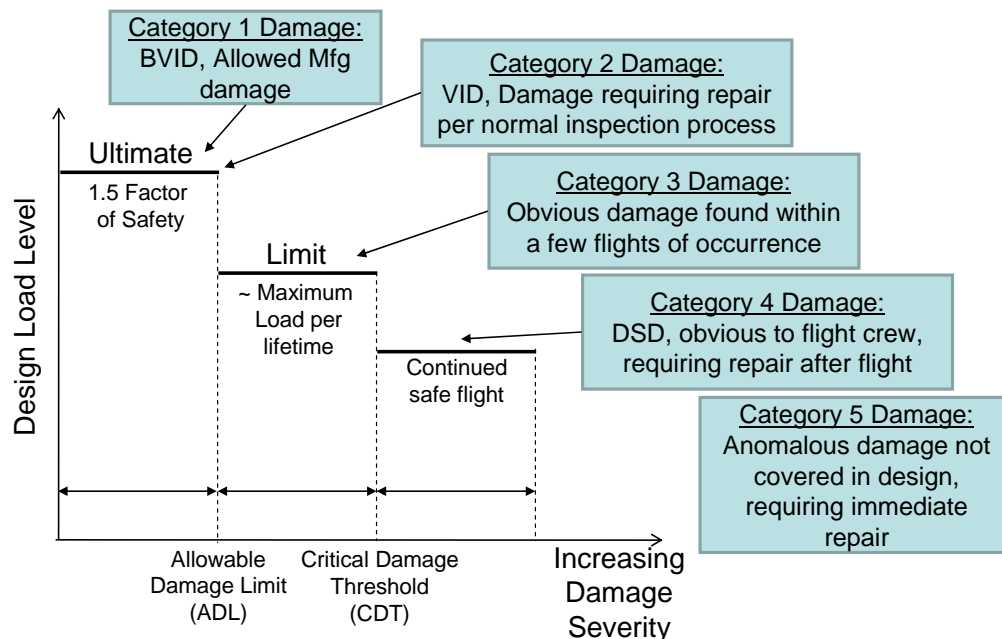 Category 1 Damage:
BVID, Allowed Mfg
damage
Category 2 Damage:
VID, Damage requiring repair
per normal inspection process
Category 3 Damage:
Obvious damage found within
a few flights of occurrence
Category 4 Damage:
DSD, obvious to flight crew,
requiring repair after flight
Category 5 Damage:
Anomalous damage not
covered in design,
requiring immediate
repair
Design Load Level
Ultimate
1.5 Factor
of Safety
Limit
~ Maximum
Load per
lifetime
Continued
safe flight
Allowable
Damage Limit
(ADL)
Critical Damage
Threshold
(CDT)
Increasing
Damage
Severity